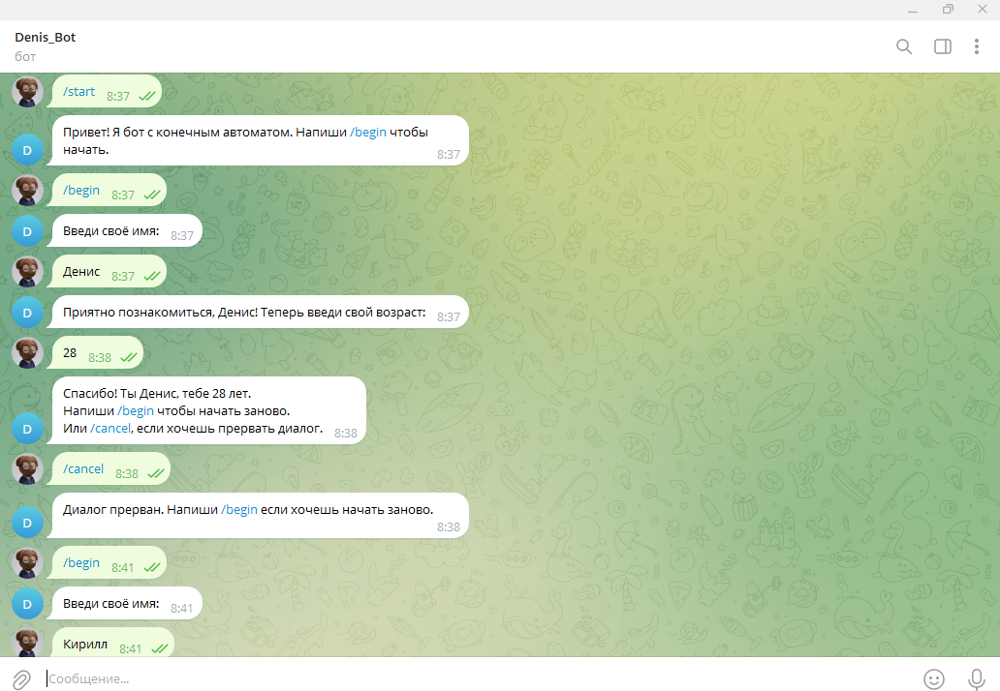 Denis_Bot
бот
/start 8:37
Привет! Я бот с конечным автоматом. Напиши /begin чтобы
начать. 8:37
D
/begin 8:37
Введи своё имя: 8:37
D
Денис 8:37
Приятно познакомиться, Денис! Теперь введи свой возраст: 8:37
D
28 8:38
Спасибо! Ты Денис, тебе 28 лет.
Напиши /begin чтобы начать заново.
Или /cancel, если хочешь прервать диалог. 8:38
D
/cancel 8:38
Диалог прерван. Напиши /begin если хочешь начать заново.
8:38
D
/begin 8:41
Введи своё имя: 8:41
D
Кирилл 8:41
Сообщение...